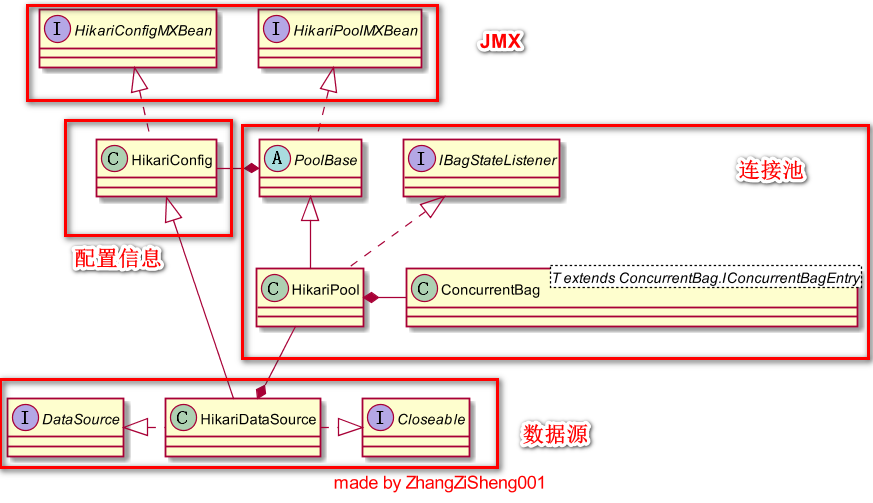 I HikariConfigMXBean
I HikariPoolMXBean
JMX
C HikariConfig
A PoolBase
I IBagStateListener
连接池
配置信息
C HikariPool
C ConcurrentBag
T extends ConcurrentBag.IConcurrentBagEntry
I DataSource
C HikariDataSource
I Closeable
数据源
made by ZhangZiSheng001